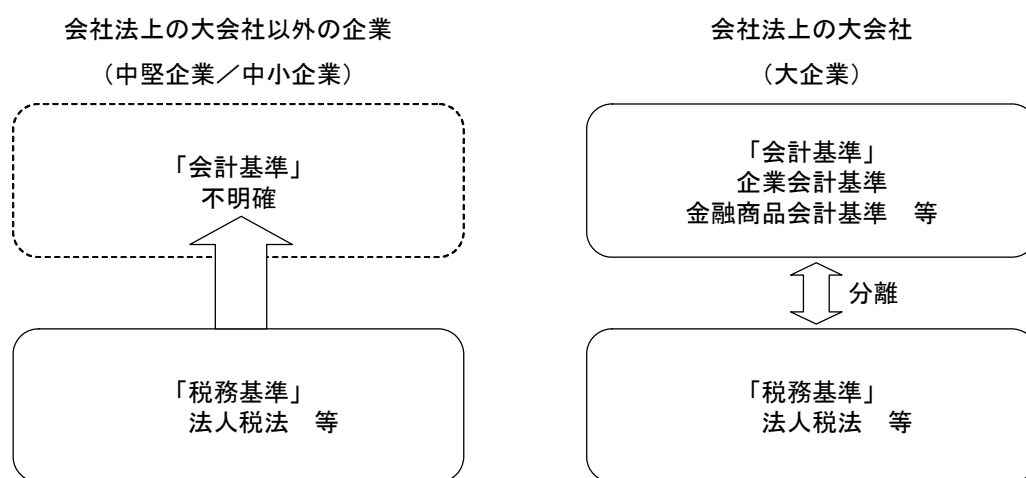 会社法上の大会社以外の企業
（中堅企業／中小企業）
「会計基準」
不明確
「税務基準」
法人税法　等
会社法上の大会社
（大企業）
「会計基準」
企業会計基準
金融商品会計基準　等
分離
「税務基準」
法人税法　等